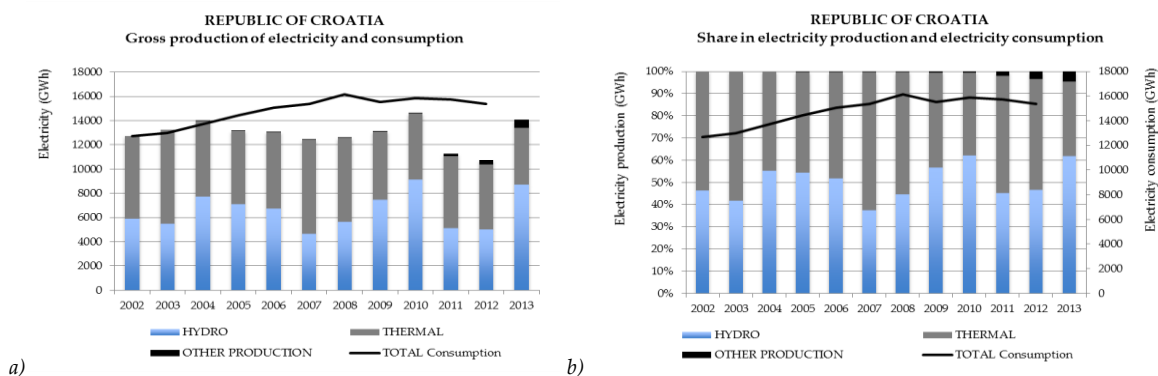 REPUBLIC OF CROATIA
Gross production of electricity and consumption
Electricity (GWh)
18000
16000
14000
12000
10000
8000
6000
4000
2000
0
2002 2003 2004 2005 2006 2007 2008 2009 2010 2011 2012 2013
HYDRO THERMAL
OTHER PRODUCTION TOTAL Consumption
a)
REPUBLIC OF CROATIA
Share in electricity production and electricity consumption
Electricity production (GWh)
100%
90%
80%
70%
60%
50%
40%
30%
20%
10%
0%
18000
16000
14000
12000
10000
8000
6000
4000
2000
0
Electricity consumption (GWh)
2002 2003 2004 2005 2006 2007 2008 2009 2010 2011 2012 2013
HYDRO THERMAL
OTHER PRODUCTION TOTAL Consumption
b)